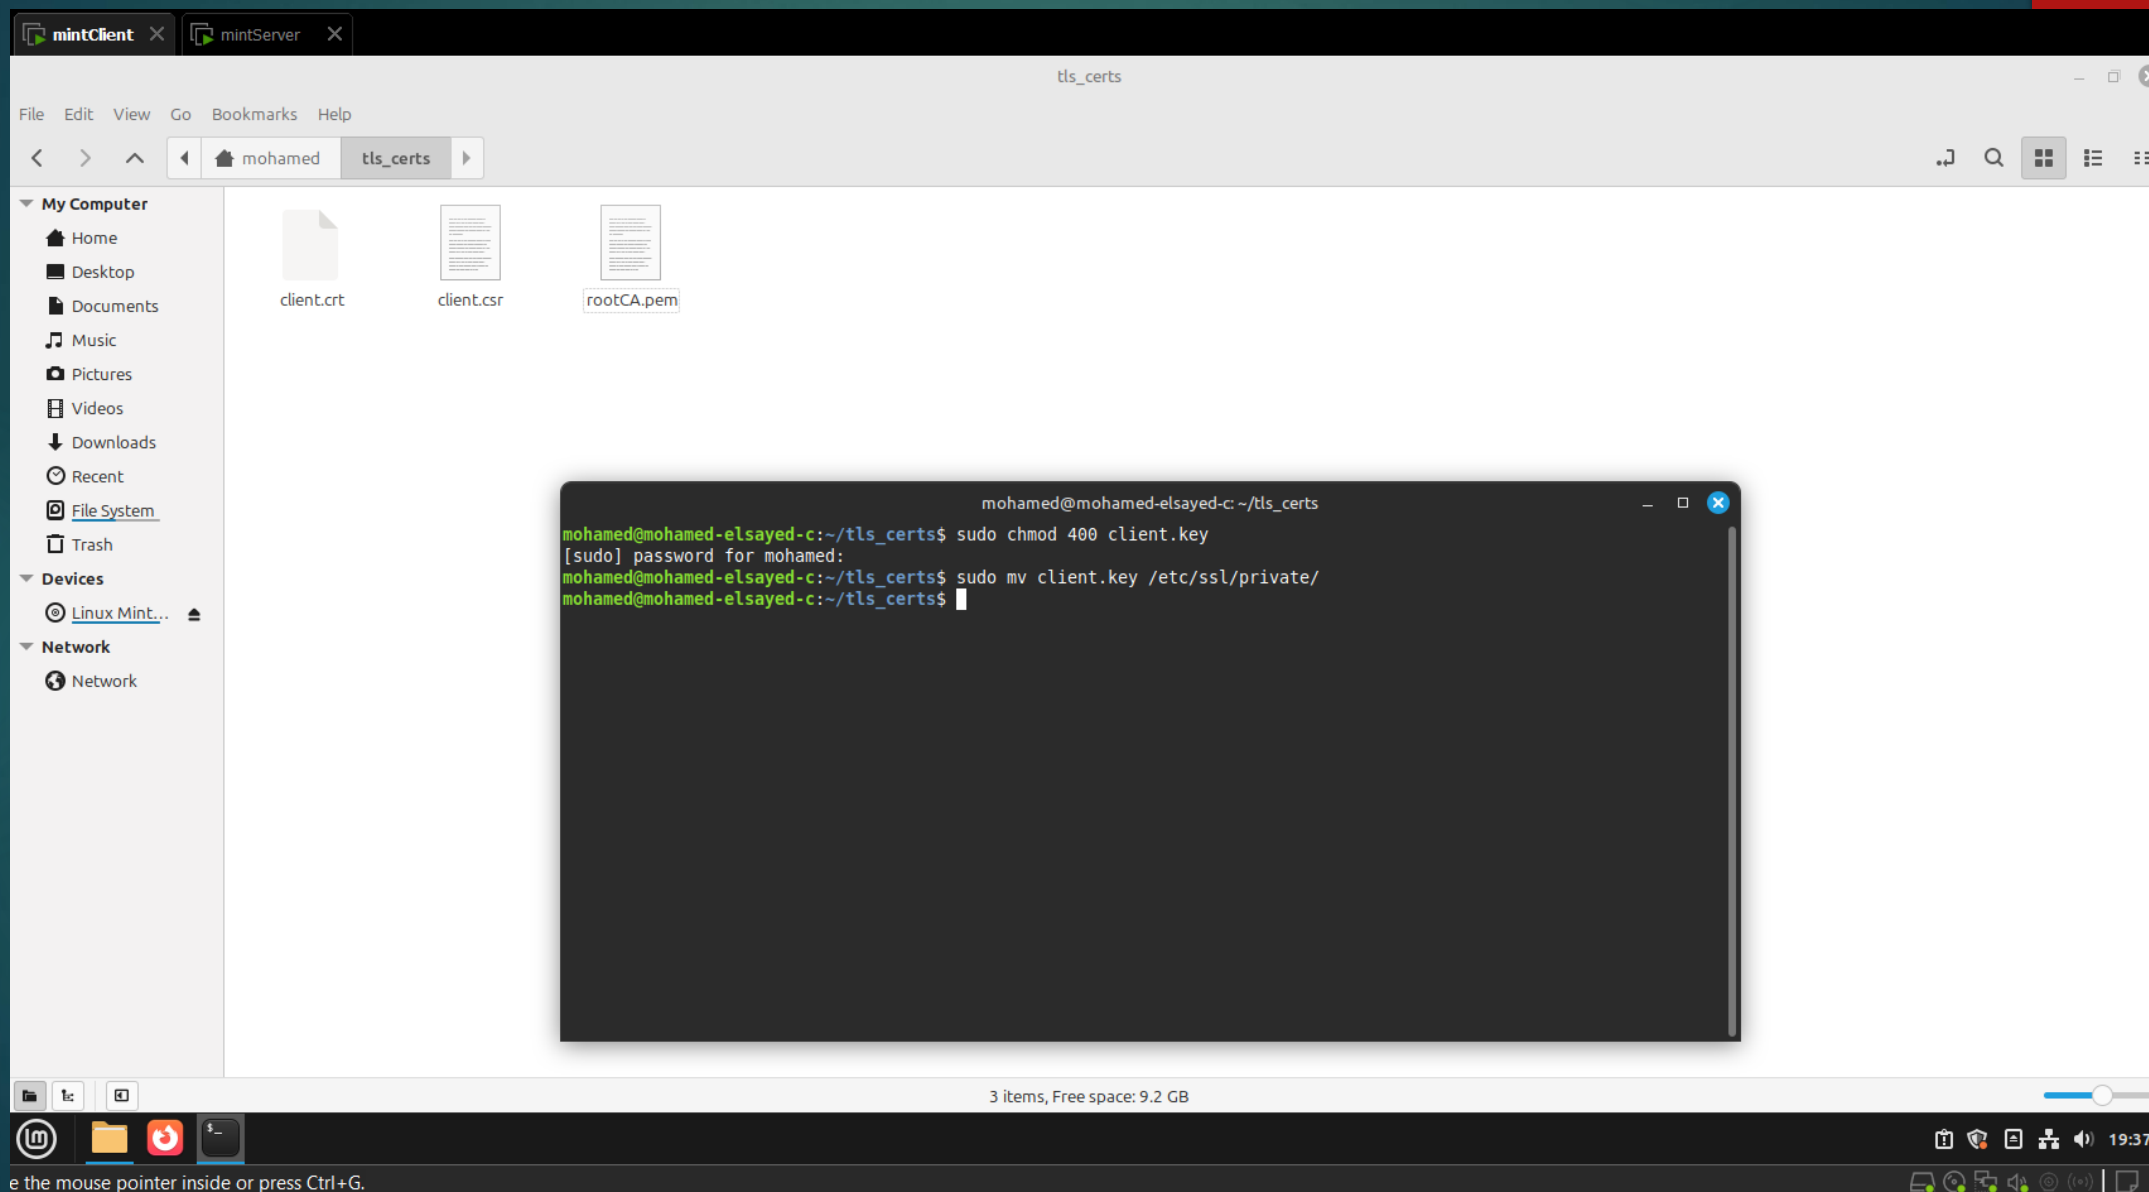 mintClient
mintServer
tls_certs
File Edit View Go Bookmarks Help
mohamed tls_certs
My Computer
Home
Desktop
Documents
Music
Pictures
Videos
Downloads
Recent
File System
Trash
Devices
Linux Mint...
Network
Network
client.crt
client.csr
rootCA.pem
mohamed@mohamed-elsayed-c: ~/tls_certs
mohamed@mohamed-elsayed-c:~/tls_certs$ sudo chmod 400 client.key
[sudo] password for mohamed:
mohamed@mohamed-elsayed-c:~/tls_certs$ sudo mv client.key /etc/ssl/private/
mohamed@mohamed-elsayed-c:~/tls_certs$
3 items, Free space: 9.2 GB
$_
19:37
e the mouse pointer inside or press Ctrl+G.